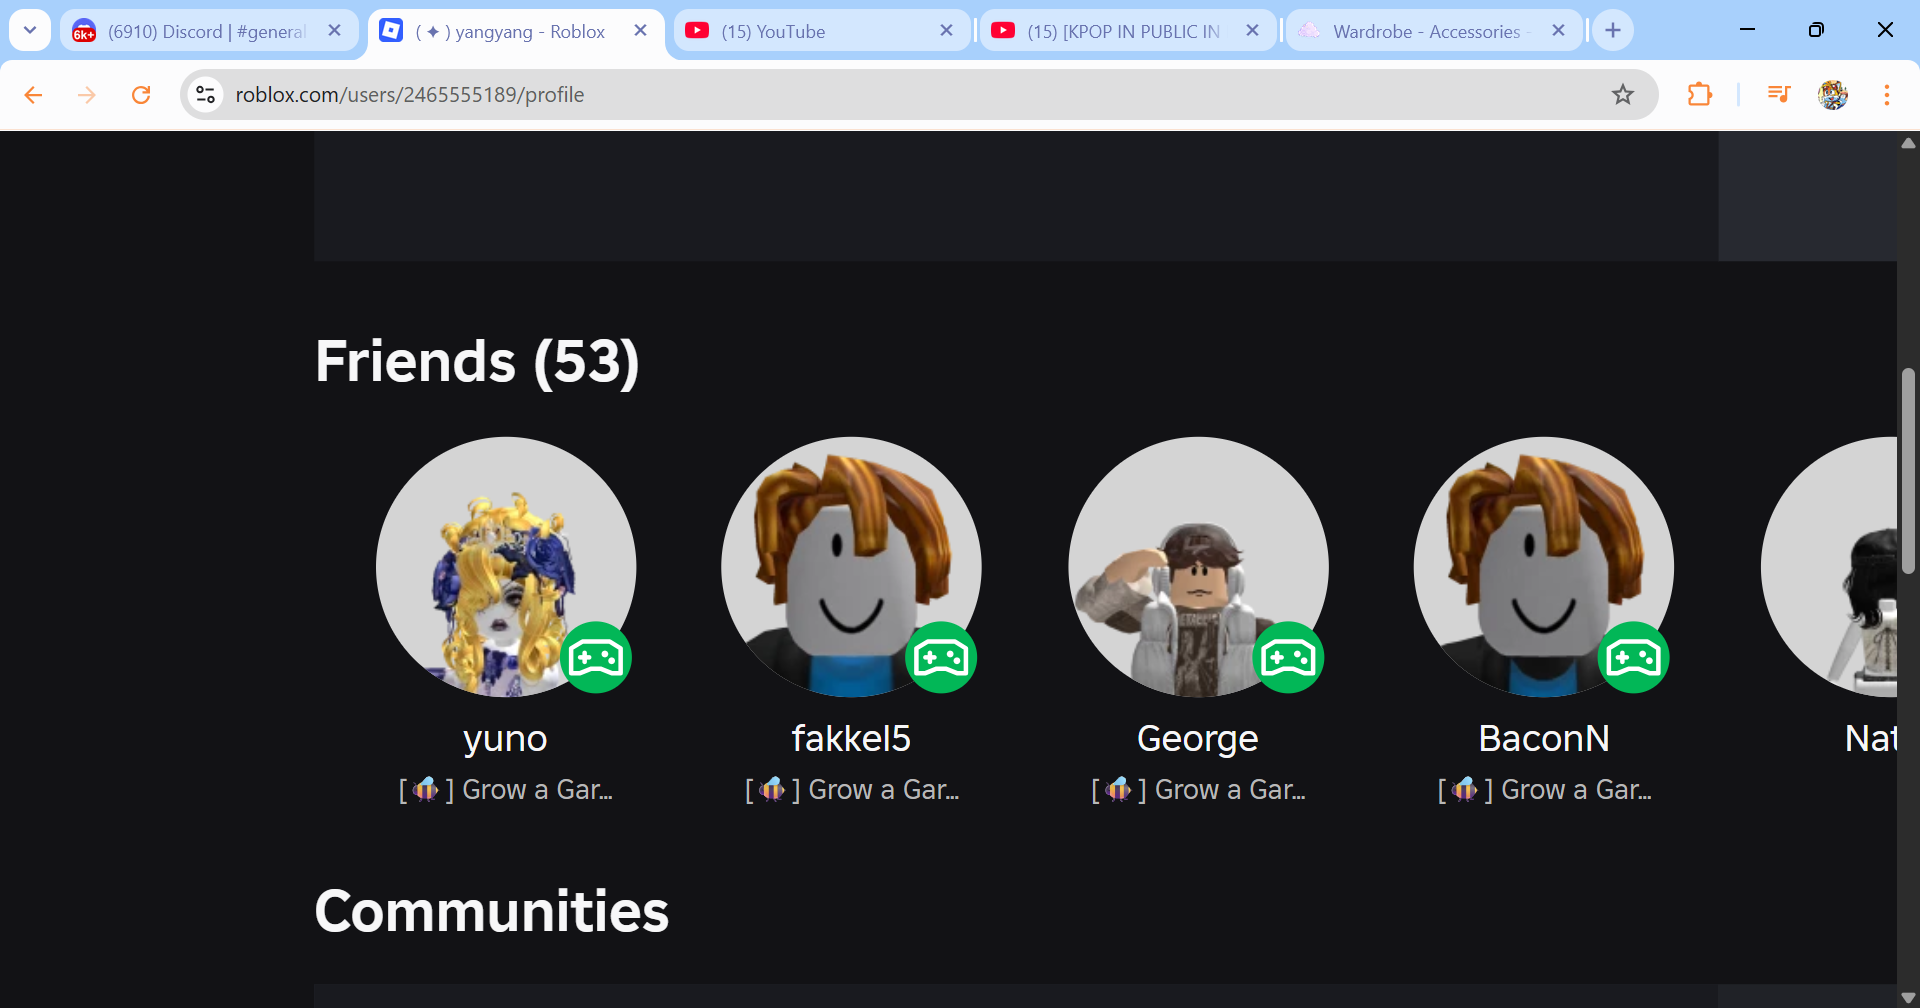 (6910) Discord | #general
( ✦ ) yangyang - Roblox
(15) YouTube
(15) [KPOP IN PUBLIC IN
Wardrobe - Accessories -
6k+
roblox.com/users/2465555189/profile
Friends (53)
yuno
fakkel5
George
BaconN
Nat
[🐝] Grow a Gar...
[🐝] Grow a Gar...
[🐝] Grow a Gar...
[🐝] Grow a Gar...
Communities